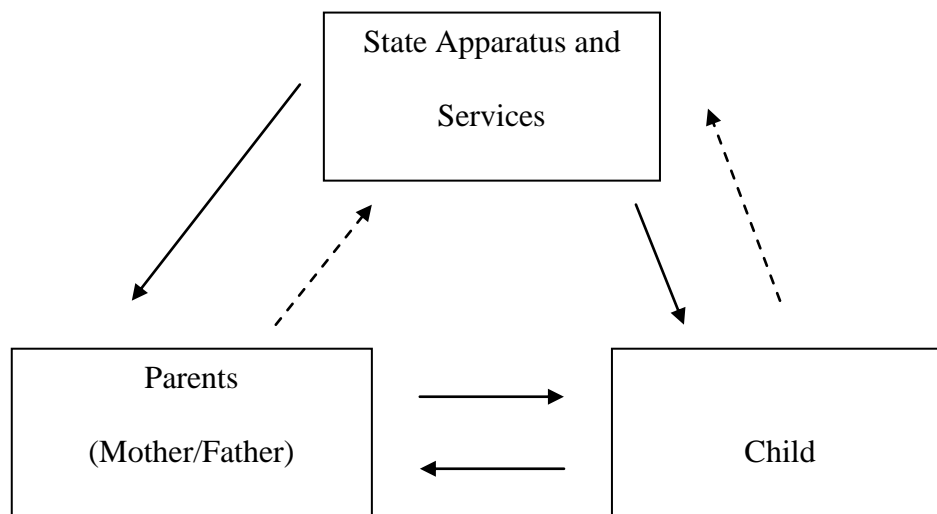 State Apparatus and
Services
Parents
(Mother/Father)
Child